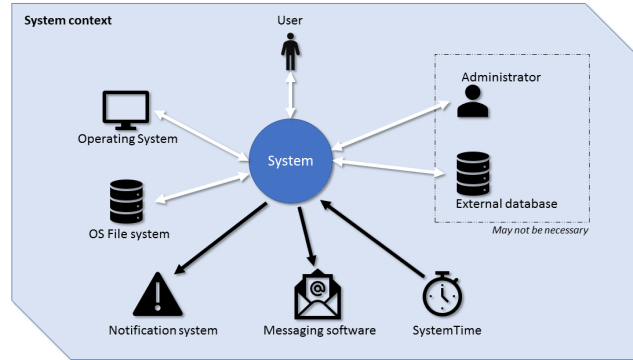 System context
User
Administrator
Operating System
System
External database
OS File system
May not be necessary
@
Notification system
Messaging software
SystemTime